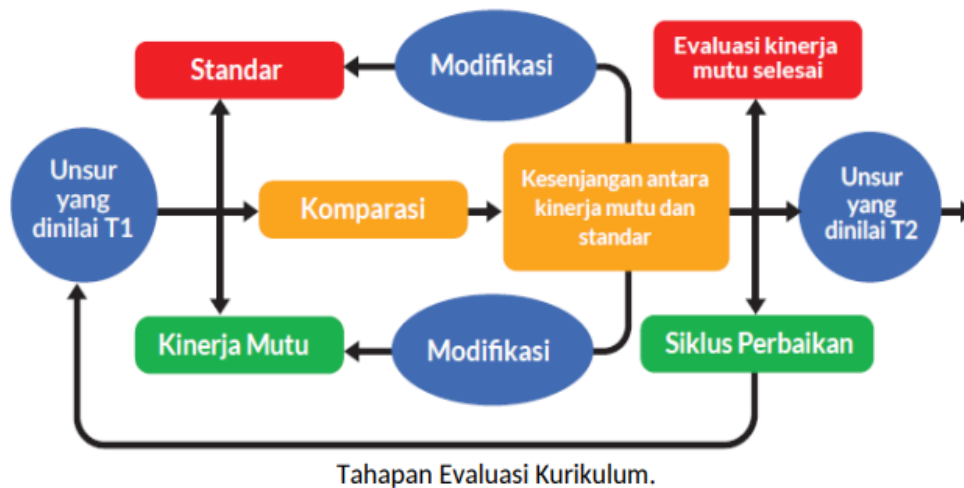 Standar
Modifikasi
Evaluasi kinerja
mutu selesai
Unsur
yang
dinilai T1
Komparasi
Kesenjangan antara
kinerja mutu dan
standar
Unsur
yang
dinilai T2
Kinerja Mutu
Modifikasi
Siklus Perbaikan
Tahapan Evaluasi Kurikulum.